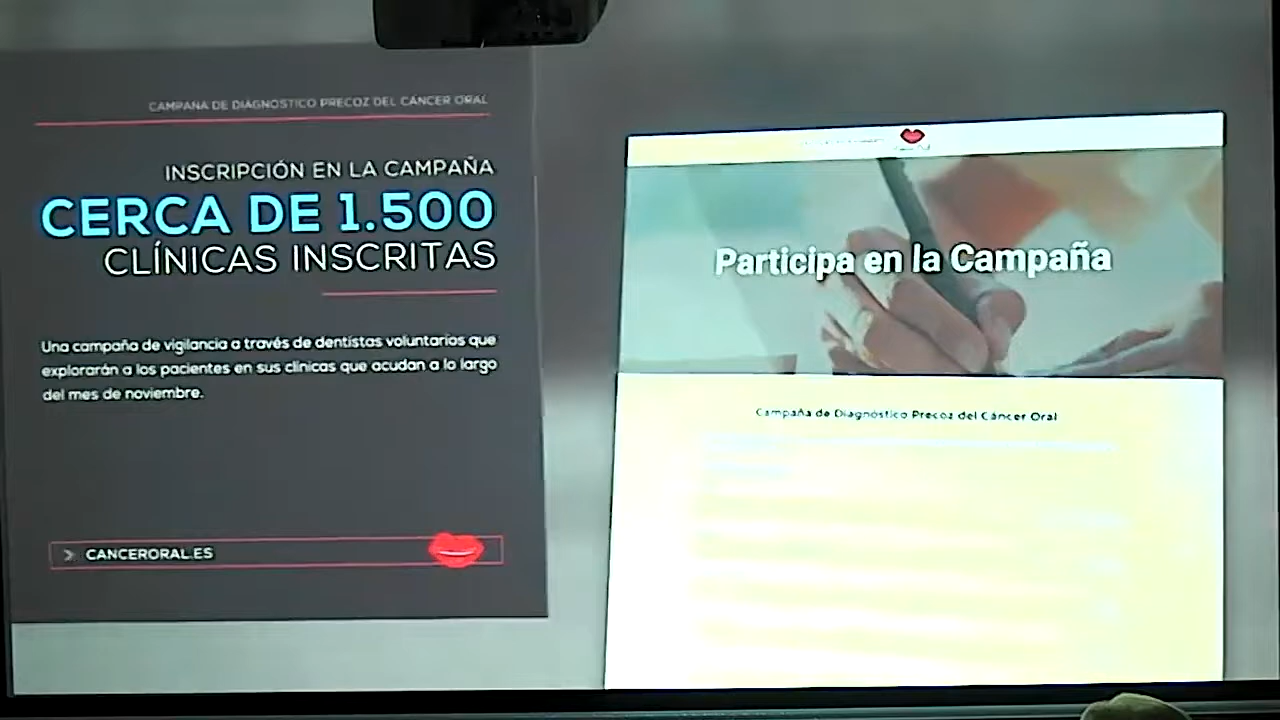 CAMPAÑA DE DIAGNÓSTICO PRECOZ DEL CÁNCER ORAL
INSCRIPCIÓN EN LA CAMPAÑA
CERCA DE 1.500
CLÍNICAS INSCRITAS
Una campaña de vigilancia a través de dentistas voluntarios que
explorarán a los pacientes en sus clínicas que acudan a lo largo
del mes de noviembre.
CANCERORAL.ES
Participa en la Campaña
Campaña de Diagnóstico Precoz del Cáncer Oral